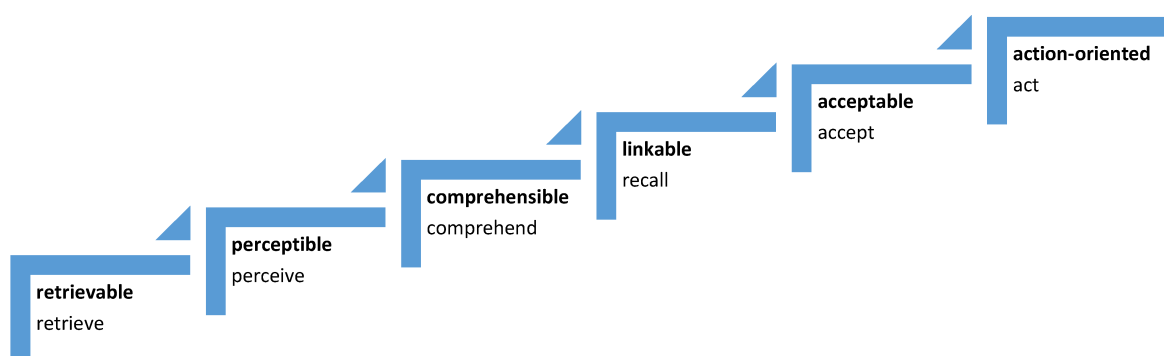 retrievable
retrieve
perceptible
perceive
comprehensible
comprehend
linkable
recall
acceptable
accept
action-oriented
act